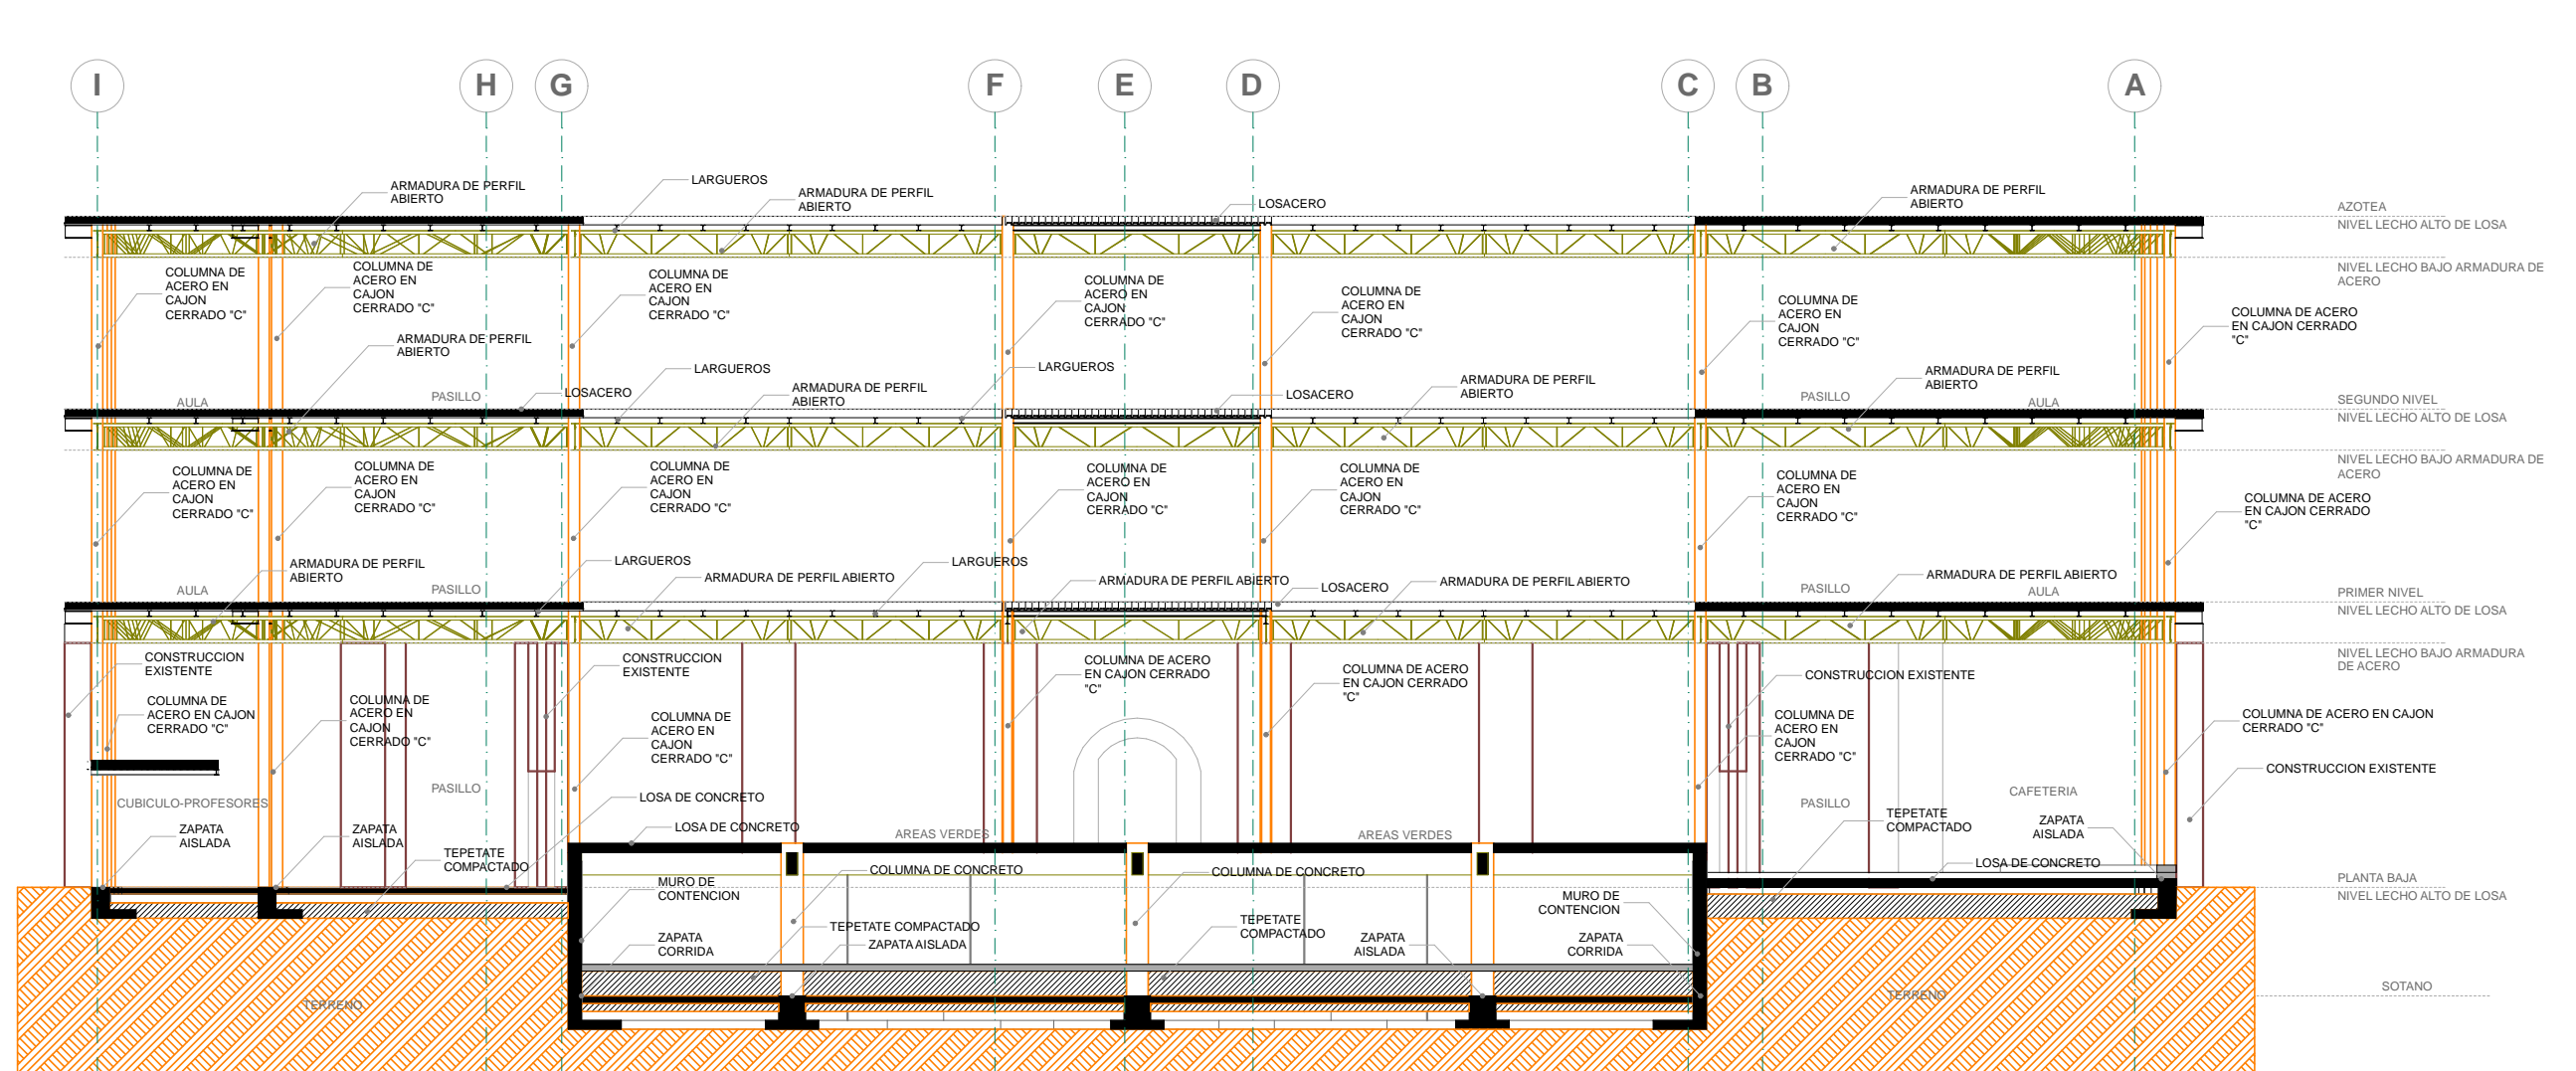 I
H
G
F
E
D
C
B
A
ARMADURA DE PERFIL
ABIERTO
LARGUEROS
ARMADURA DE PERFIL
ABIERTO
LOSACERO
ARMADURA DE PERFIL
ABIERTO
AZOTEA
NIVEL LECHO ALTO DE LOSA
COLUMNA DE
ACERO EN
CAJON
CERRADO "C"
COLUMNA DE
ACERO EN
CAJON
CERRADO "C"
COLUMNA DE
ACERO EN
CAJON
CERRADO "C"
COLUMNA DE
ACERO EN
CAJON
CERRADO "C"
COLUMNA DE
ACERO EN
CAJON
CERRADO "C"
COLUMNA DE
ACERO EN
CAJON
CERRADO "C"
COLUMNA DE ACERO
EN CAJON CERRADO
"C"
NIVEL LECHO BAJO ARMADURA DE
ACERO
ARMADURA DE PERFIL
ABIERTO
LARGUEROS
LARGUEROS
ARMADURA DE PERFIL
ABIERTO
ARMADURA DE PERFIL
ABIERTO
ARMADURA DE PERFIL
ABIERTO
AULA
PASILLO
LOSACERO
LOSACERO
PASILLO
AULA
SEGUNDO NIVEL
NIVEL LECHO ALTO DE LOSA
COLUMNA DE
ACERO EN
CAJON
CERRADO "C"
COLUMNA DE
ACERO EN
CAJON
CERRADO "C"
COLUMNA DE
ACERO EN
CAJON
CERRADO "C"
COLUMNA DE
ACERO EN
CAJON
CERRADO "C"
COLUMNA DE
ACERO EN
CAJON
CERRADO "C"
COLUMNA DE
ACERO EN
CAJON
CERRADO "C"
COLUMNA DE ACERO
EN CAJON CERRADO
"C"
NIVEL LECHO BAJO ARMADURA DE
ACERO
ARMADURA DE PERFIL
ABIERTO
LARGUEROS
ARMADURA DE PERFIL ABIERTO
LARGUEROS
ARMADURA DE PERFIL ABIERTO
LOSACERO
ARMADURA DE PERFIL ABIERTO
ARMADURA DE PERFIL ABIERTO
AULA
PASILLO
PASILLO
AULA
PRIMER NIVEL
NIVEL LECHO ALTO DE LOSA
CONSTRUCCION
EXISTENTE
CONSTRUCCION
EXISTENTE
COLUMNA DE ACERO
EN CAJON CERRADO
"C"
COLUMNA DE ACERO
EN CAJON CERRADO
"C"
CONSTRUCCION EXISTENTE
NIVEL LECHO BAJO ARMADURA
DE ACERO
COLUMNA DE
ACERO EN CAJON
CERRADO "C"
COLUMNA DE
ACERO EN
CAJON
CERRADO "C"
COLUMNA DE
ACERO EN
CAJON
CERRADO "C"
COLUMNA DE
ACERO EN
CAJON
CERRADO "C"
COLUMNA DE ACERO EN CAJON
CERRADO "C"
CONSTRUCCION EXISTENTE
CUBICULO-PROFESORES
PASILLO
LOSA DE CONCRETO
PASILLO
CAFETERIA
ZAPATA
AISLADA
ZAPATA
AISLADA
LOSA DE CONCRETO
AREAS VERDES
AREAS VERDES
TEPETATE
COMPACTADO
ZAPATA
AISLADA
TEPETATE
COMPACTADO
COLUMNA DE CONCRETO
COLUMNA DE CONCRETO
LOSA DE CONCRETO
MURO DE
CONTENCION
MURO DE
CONTENCION
PLANTA BAJA
NIVEL LECHO ALTO DE LOSA
TEPETATE COMPACTADO
TEPETATE
COMPACTADO
ZAPATA
CORRIDA
ZAPATA AISLADA
ZAPATA
AISLADA
ZAPATA
CORRIDA
TERRENO
TERRENO
SOTANO